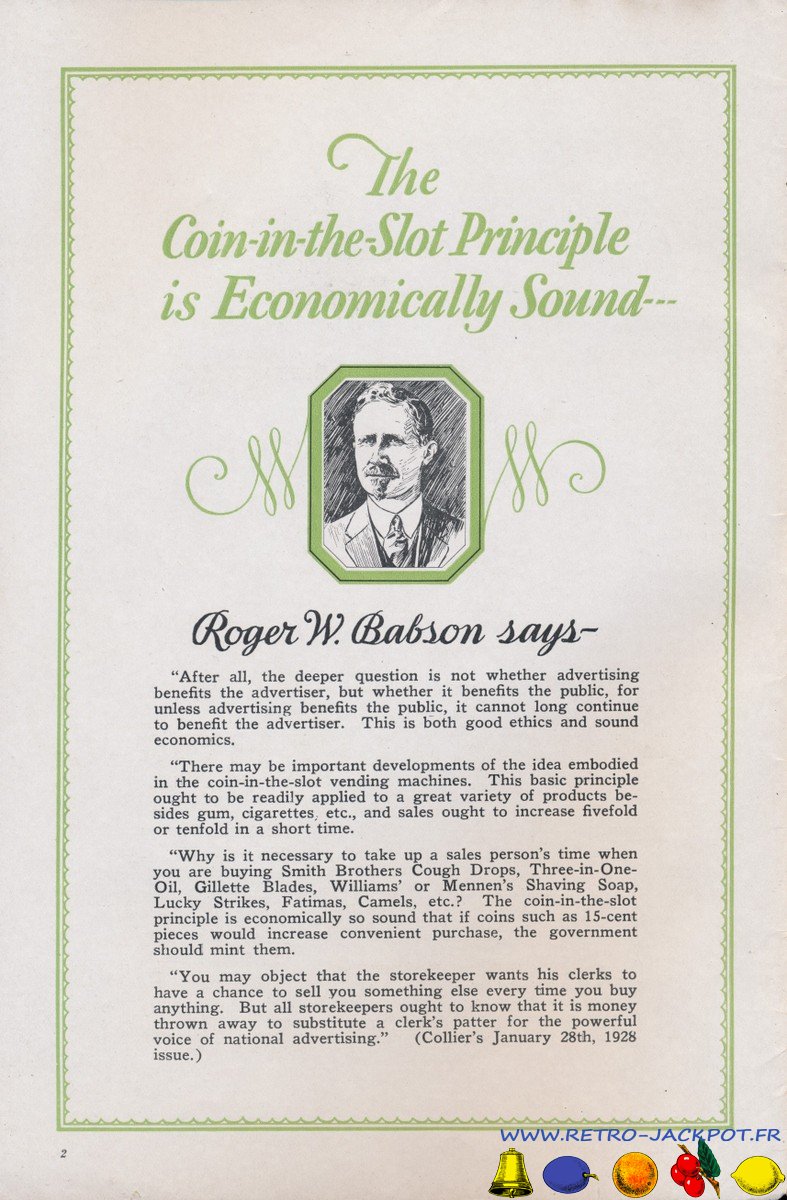 The
Coin-in-the-Slot Principle
is Economically Sound---
Roger W. Babson says-
"After all, the deeper question is not whether advertising
benefits the advertiser, but whether it benefits the public, for
unless advertising benefits the public, it cannot long continue
to benefit the advertiser. This is both good ethics and sound
economics.
"There may be important developments of the idea embodied
in the coin-in-the-slot vending machines. This basic principle
ought to be readily applied to a great variety of products be-
sides gum, cigarettes, etc., and sales ought to increase fivefold
or tenfold in a short time.
"Why is it necessary to take up a sales person's time when
you are buying Smith Brothers Cough Drops, Three-in-One-
Oil, Gillette Blades, Williams' or Mennen's Shaving Soap,
Lucky Strikes, Fatimas, Camels, etc.? The coin-in-the-slot
principle is economically so sound that if coins such as 15-cent
pieces would increase convenient purchase, the government
should mint them.
"You may object that the storekeeper wants his clerks to
have a chance to sell you something else every time you buy
anything. But all storekeepers ought to know that it is money
thrown away to substitute a clerk's patter for the powerful
voice of national advertising." (Collier's January 28th, 1928
issue.)
2
WWW.RETRO-JACKPOT.FR